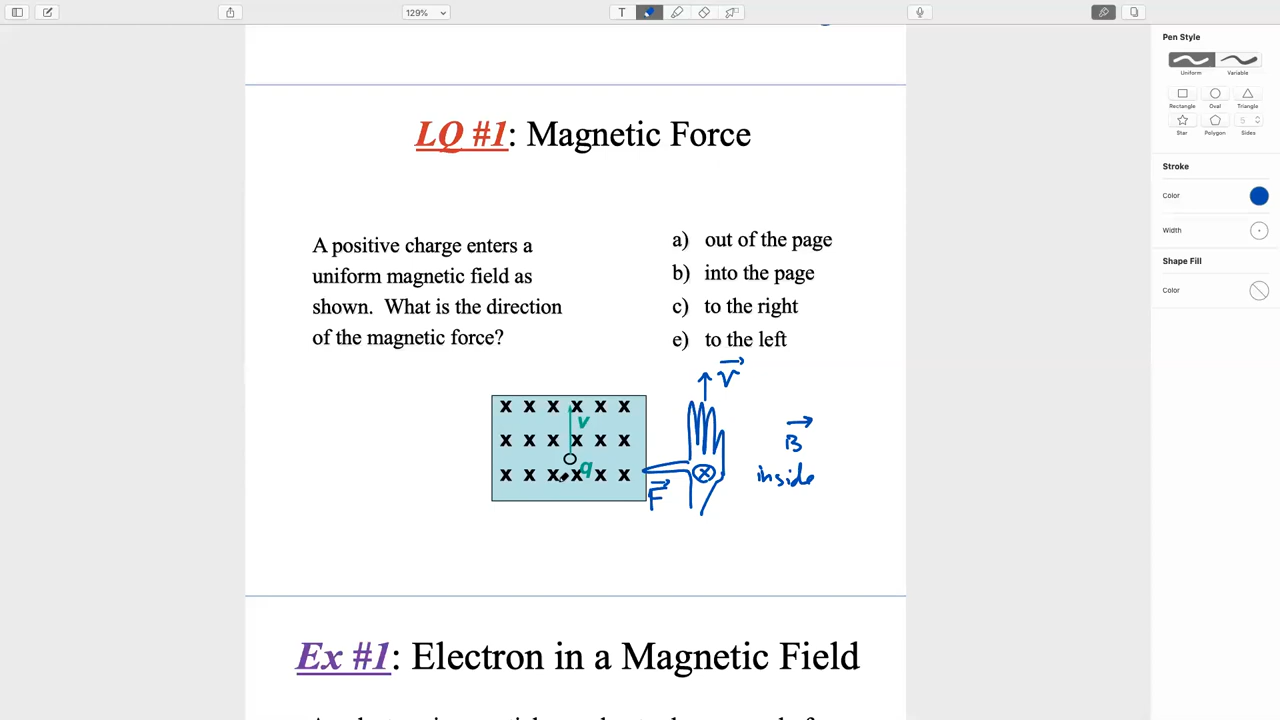 129%
T
Pen Style
Uniform
Variable
Rectangle
Oval
Triangle
Star
Polygon
5
Sides
Stroke
Color
Width
Shape Fill
Color
LQ #1: Magnetic Force
A positive charge enters a
uniform magnetic field as
shown. What is the direction
of the magnetic force?
a) out of the page
b) into the page
c) to the right
e) to the left
V
x x x x x x
v
x x x x x x
q
x x x x x x
F
x
B
inside
Ex #1: Electron in a Magnetic Field